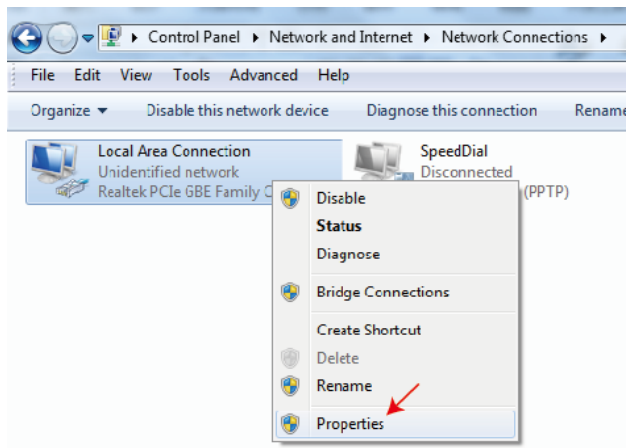 Control Panel ▸ Network and Internet ▸ Network Connections ▸
File Edit View Tools Advanced Help
Organize ▾ Disable this network device Diagnose this connection Rename
Local Area Connection
Unidentified network
Realtek PCIe GBE Family C
SpeedDial
Disconnected
(PPTP)
Disable
Status
Diagnose
Bridge Connections
Create Shortcut
Delete
Rename
Properties